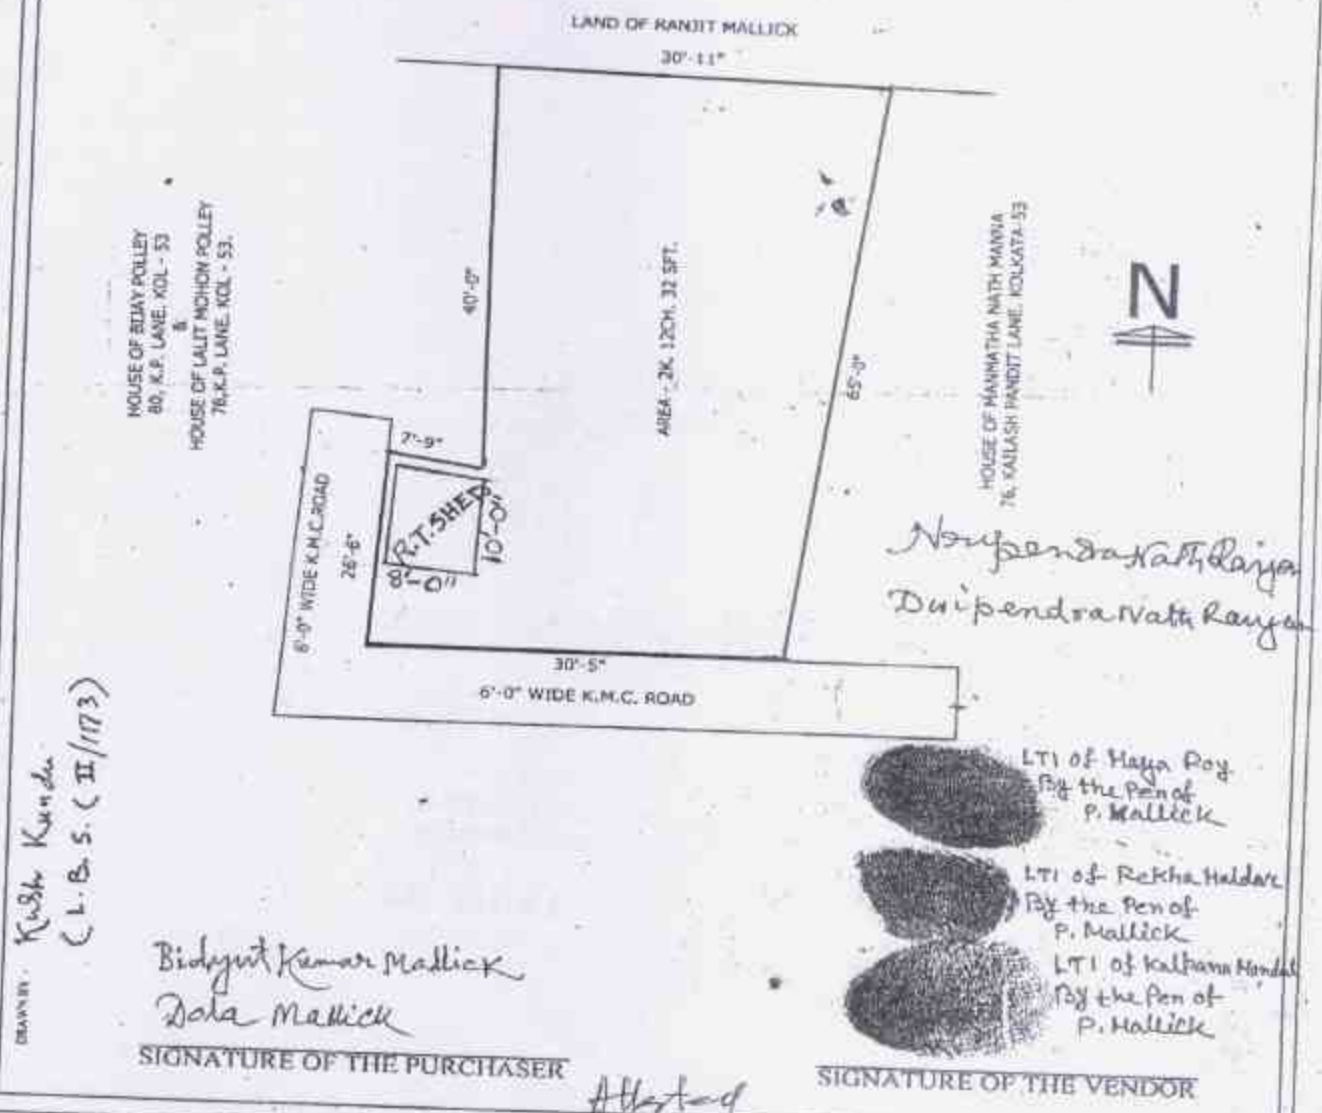 LAND OF RANJIT MALLICK
30'-11"
HOUSE OF BIJAY POLLEY
80, K.P. LANE. KOL - 53
&
HOUSE OF LALIT MOHON POLLEY
78,K.P. LANE. KOL - 53.
40'-0"
AREA - 2K. 12CH. 32 SFT.
65'-0"
HOUSE OF MANMATHA NATH MANNA
76, KAILASH PANDIT LANE. KOLKATA-53
N
7'-9"
R.T. SHED
10'-0"
8'-0"
26'-6"
6'-0" WIDE K.M.C.ROAD
30'-5"
6'-0" WIDE K.M.C. ROAD
Nath
Dwipendra Nath
LTI of Maya Roy
By the Pen of
P. Mallick
LTI of Rekha Haldar
By the Pen of
P. Mallick
LTI of Kalpana Mondal
By the Pen of
P. Mallick
SIGNATURE OF THE VENDOR
DRAWN BY.
Kush Kundu
(L.B.S. (II/1173)
Bidyut Kumar Mallick
Dola Mallick
SIGNATURE OF THE PURCHASER
Attested